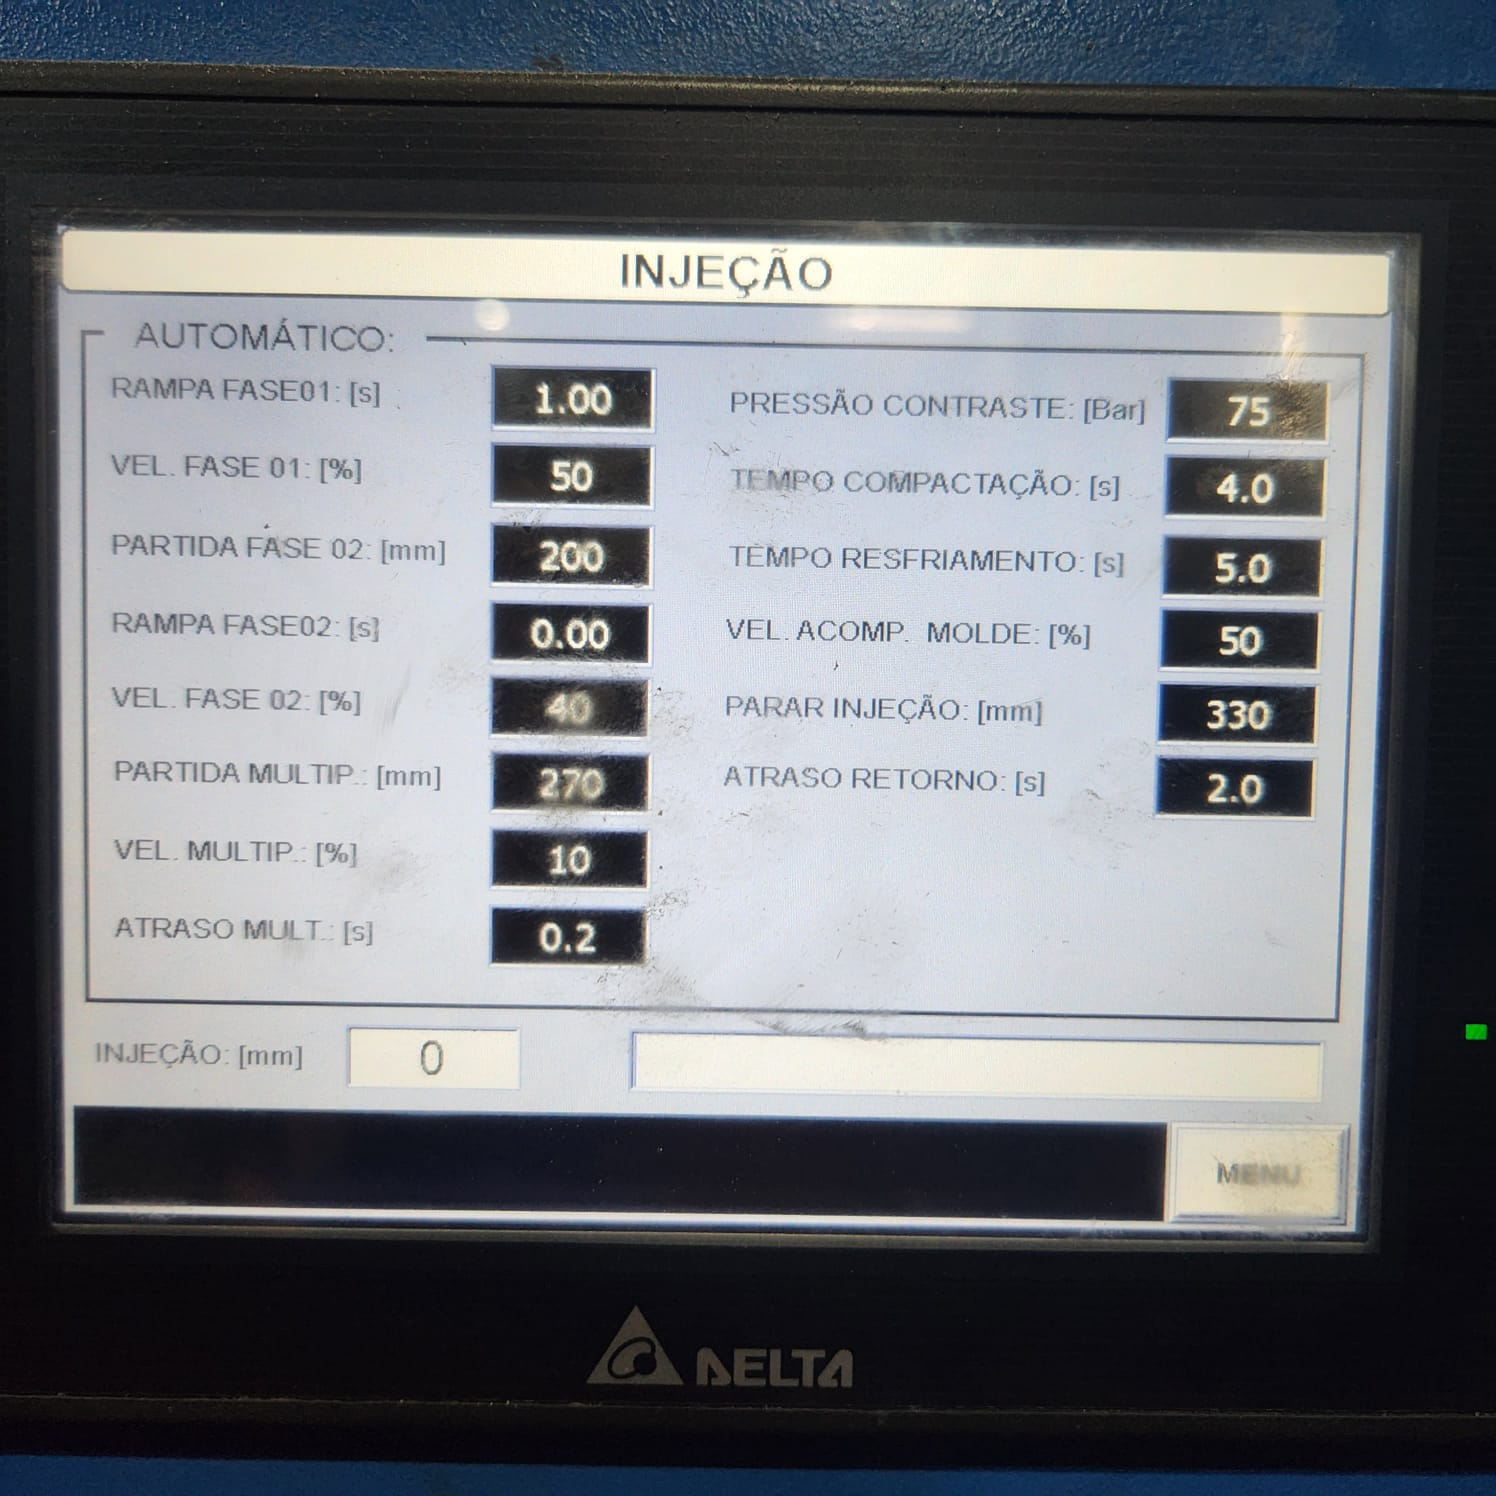 INJEÇÃO
AUTOMÁTICO:
RAMPA FASE01: [s] 1.00
VEL. FASE 01: [%] 50
PARTIDA FASE 02: [mm] 200
RAMPA FASE02: [s] 0.00
VEL. FASE 02: [%] 40
PARTIDA MULTIP.: [mm] 270
VEL. MULTIP.: [%] 10
ATRASO MULT.: [s] 0.2
PRESSÃO CONTRASTE: [Bar] 75
TEMPO COMPACTAÇÃO: [s] 4.0
TEMPO RESFRIAMENTO: [s] 5.0
VEL. ACOMP. MOLDE: [%] 50
PARAR INJEÇÃO: [mm] 330
ATRASO RETORNO: [s] 2.0
INJEÇÃO: [mm] 0
MENU
DELTA